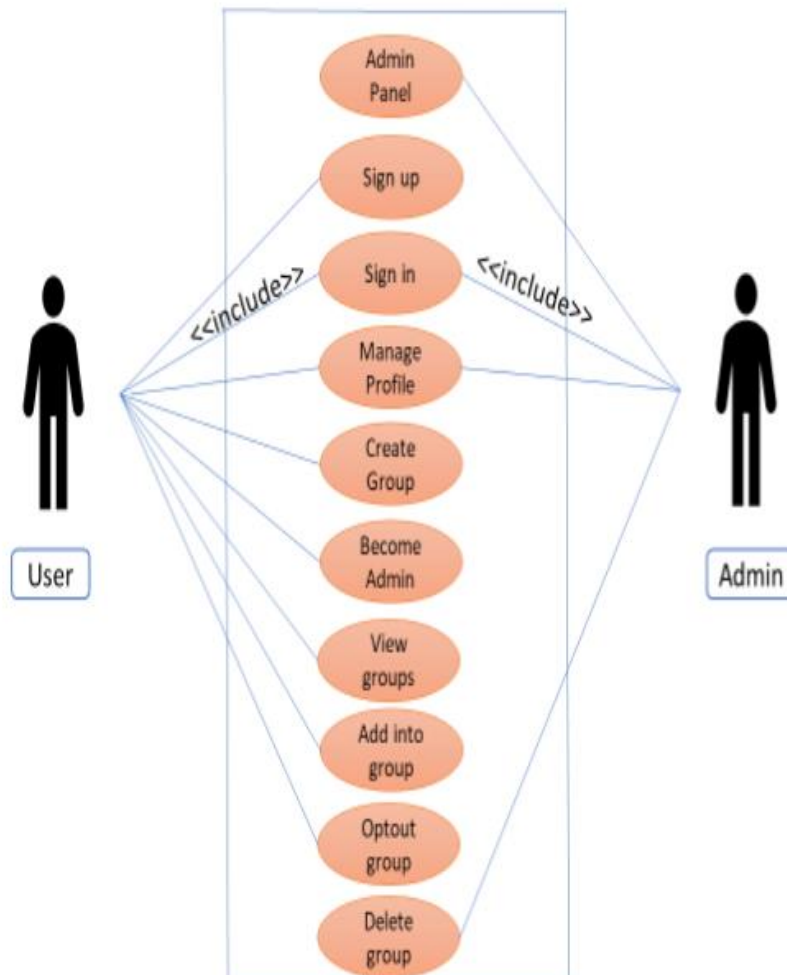 Admin
Panel
Sign up
<<include>>
Sign in
<<include>>
Manage
Profile
Create
Group
Become
Admin
User
Admin
View
groups
Add into
group
Optout
group
Delete
group